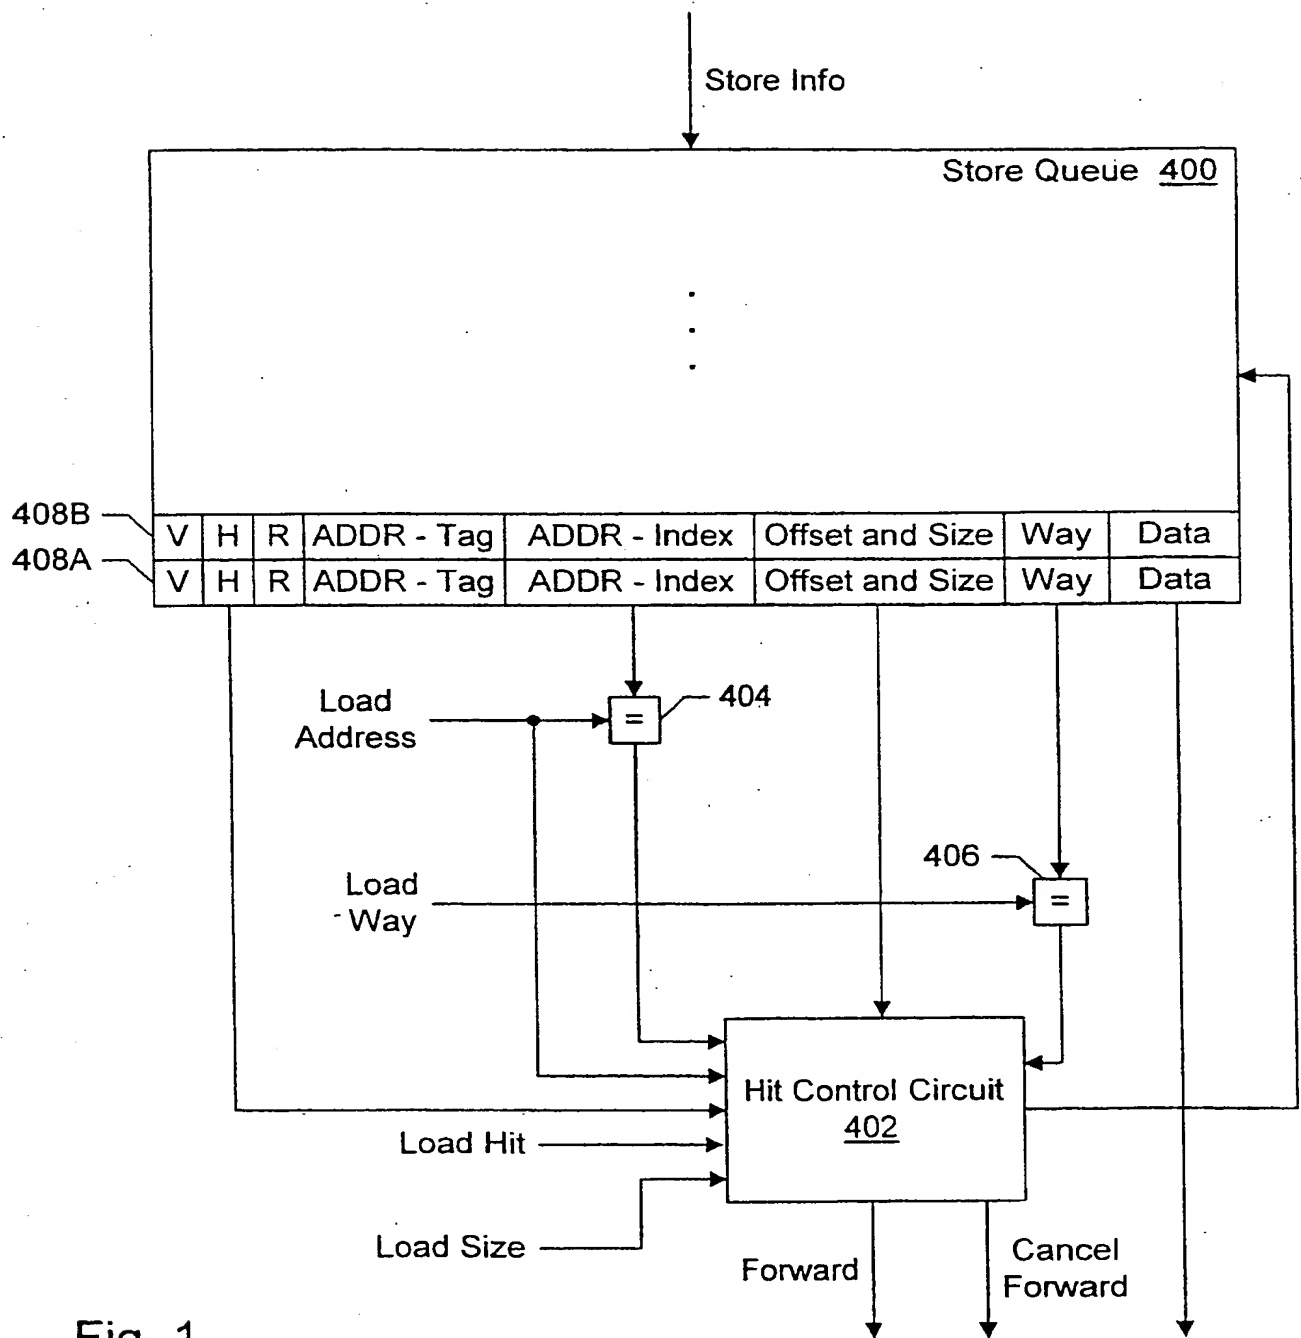 Store Info
Store Queue 400
408B
V H R ADDR - Tag ADDR - Index Offset and Size Way Data
408A
V H R ADDR - Tag ADDR - Index Offset and Size Way Data
Load
Address
=
404
Load
Way
406
=
Hit Control Circuit
402
Load Hit
Load Size
Forward
Cancel
Forward
Fig. 1